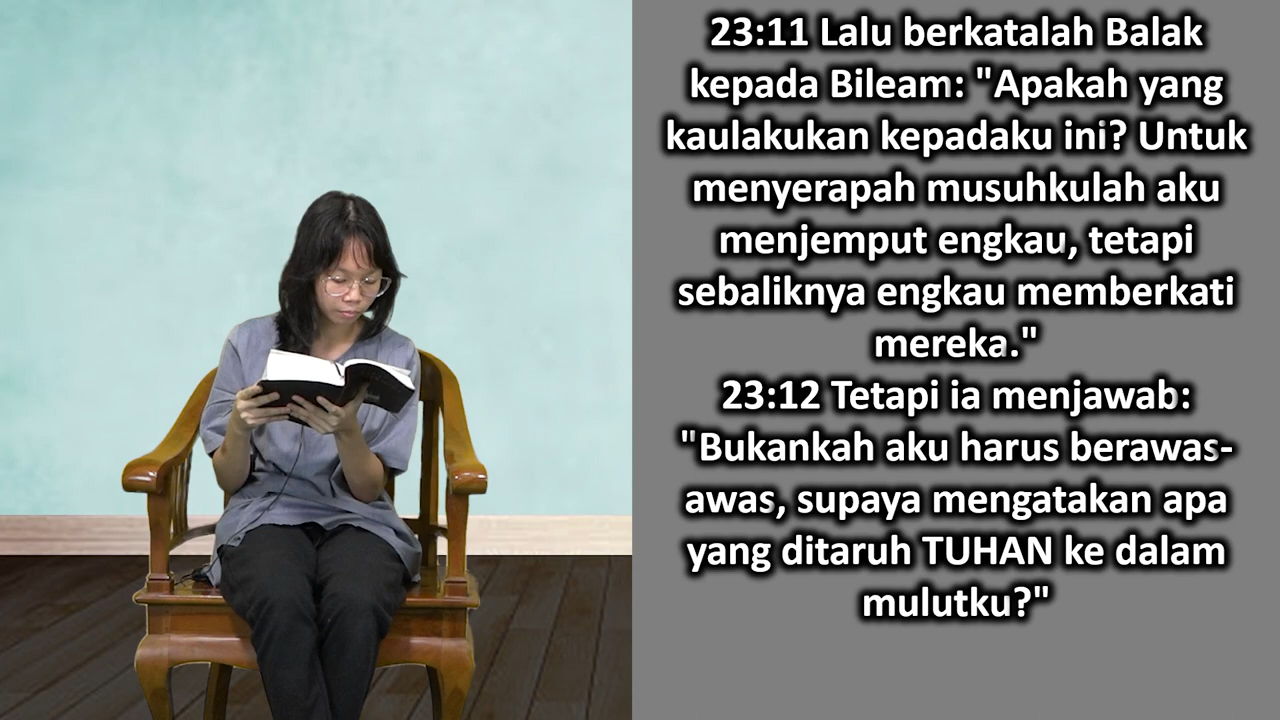 23:11 Lalu berkatalah Balak
kepada Bileam: "Apakah yang
kaulakukan kepadaku ini? Untuk
menyerapah musuhkulah aku
menjemput engkau, tetapi
sebaliknya engkau memberkati
mereka."
23:12 Tetapi ia menjawab:
"Bukankah aku harus berawas-
awas, supaya mengatakan apa
yang ditaruh TUHAN ke dalam
mulutku?"